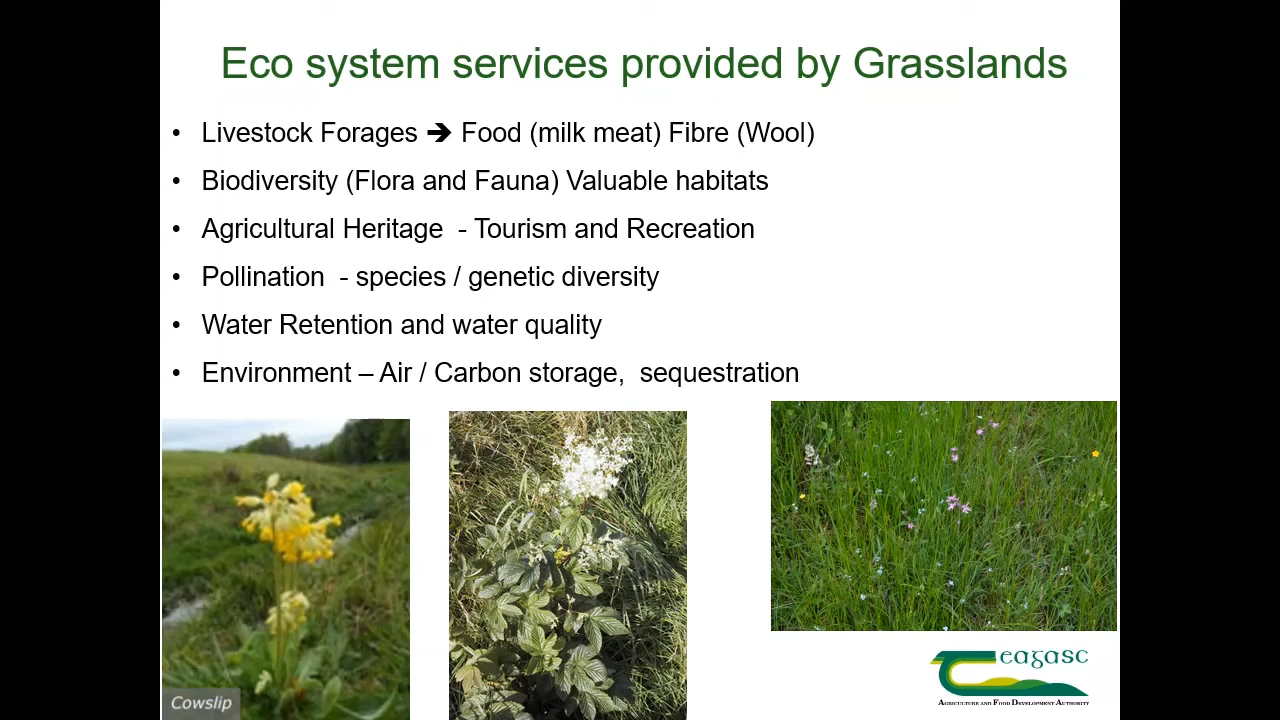 Eco system services provided by Grasslands
• Livestock Forages ➔ Food (milk meat) Fibre (Wool)
• Biodiversity (Flora and Fauna) Valuable habitats
• Agricultural Heritage - Tourism and Recreation
• Pollination - species / genetic diversity
• Water Retention and water quality
• Environment – Air / Carbon storage, sequestration
Cowslip
Teagasc
AGRICULTURE AND FOOD DEVELOPMENT AUTHORITY